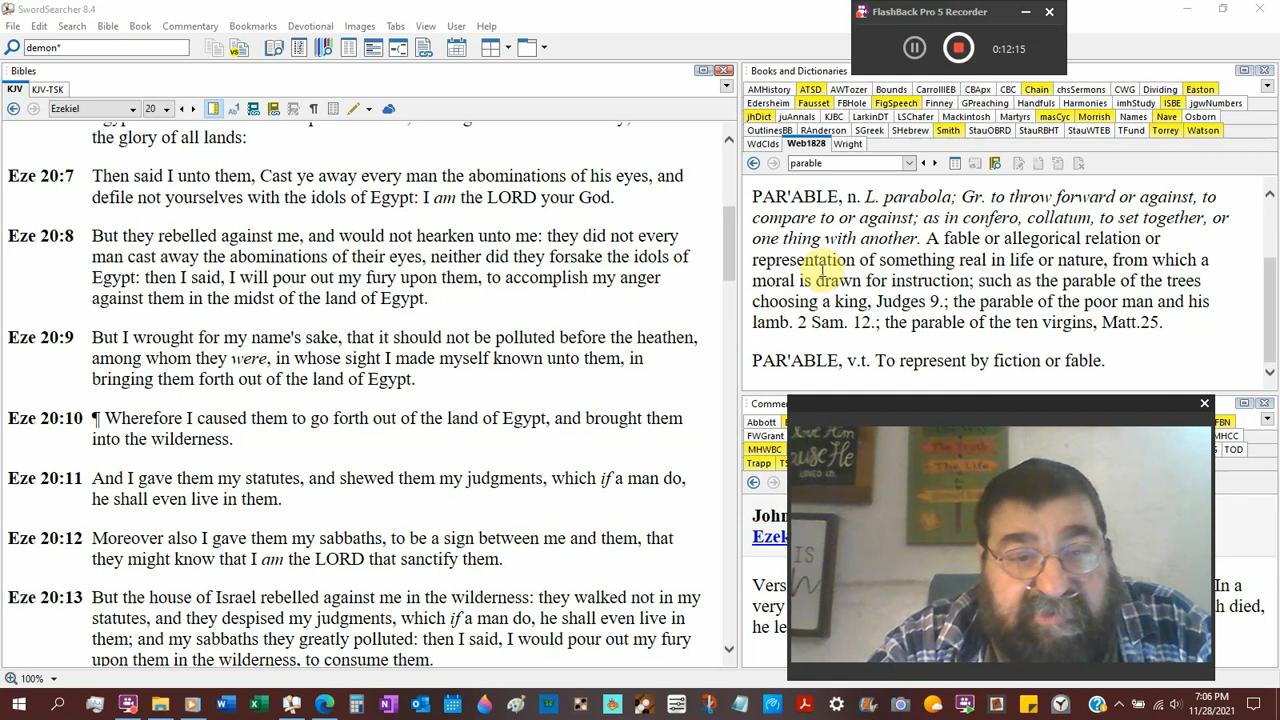 SwordSearcher 8.4
File Edit Search Bible Book Commentary Devotional Images Tabs View User Help
demon*
FlashBack Pro 5 Recorder
0:12:15
Bibles
KJV KJV-TSK
Ezekiel 20
the glory of all lands:
Eze 20:7 Then said I unto them, Cast ye away every man the abominations of his eyes, and
defile not yourselves with the idols of Egypt: I am the LORD your God.
Eze 20:8 But they rebelled against me, and would not hearken unto me: they did not every
man cast away the abominations of their eyes, neither did they forsake the idols of
Egypt: then I said, I will pour out my fury upon them, to accomplish my anger
against them in the midst of the land of Egypt.
Eze 20:9 But I wrought for my name's sake, that it should not be polluted before the heathen,
among whom they were, in whose sight I made myself known unto them, in
bringing them forth out of the land of Egypt.
Eze 20:10 ¶ Wherefore I caused them to go forth out of the land of Egypt, and brought them
into the wilderness.
Eze 20:11 And I gave them my statutes, and shewed them my judgments, which if a man do,
he shall even live in them.
Eze 20:12 Moreover also I gave them my sabbaths, to be a sign between me and them, that
they might know that I am the LORD that sanctify them.
Eze 20:13 But the house of Israel rebelled against me in the wilderness: they walked not in my
statutes, and they despised my judgments, which if a man do, he shall even live in
them; and my sabbaths they greatly polluted: then I said, I would pour out my fury
upon them in the wilderness, to consume them.
100%
Books and Dictionaries
AMHistory ATSD AWTozer Bounds CarrollIEB CBApx CBC Chain chsSermons CWG Dividing Easton
Edersheim Fausset FBHole FigSpeech Finney GPreaching Handfuls Harmonies imhStudy ISBE jgwNumbers
jhDict juAnnals KJBC LarkinDT LSChafer Mackintosh Martyrs masCyc Morrish Names Nave Osborn
OutlinesBB RAnderson SGreek SHebrew Smith StauOBRD StauRBHT StauWTEB TFund Torrey Watson
WdClds Web1828 Wright
parable
PAR'ABLE, n. L. parabola; Gr. to throw forward or against, to
compare to or against; as in confero, collatum, to set together, or
one thing with another. A fable or allegorical relation or
representation of something real in life or nature, from which a
moral is drawn for instruction; such as the parable of the trees
choosing a king, Judges 9.; the parable of the poor man and his
lamb. 2 Sam. 12.; the parable of the ten virgins, Matt.25.
PAR'ABLE, v.t. To represent by fiction or fable.
Abbott FBN
FWGrant MHCC
MHWBC TOD
Trapp
John
Ezek
Vers In a
very h died,
he le
The Truth
The Life
LOVED
IS
7:06 PM
11/28/2021